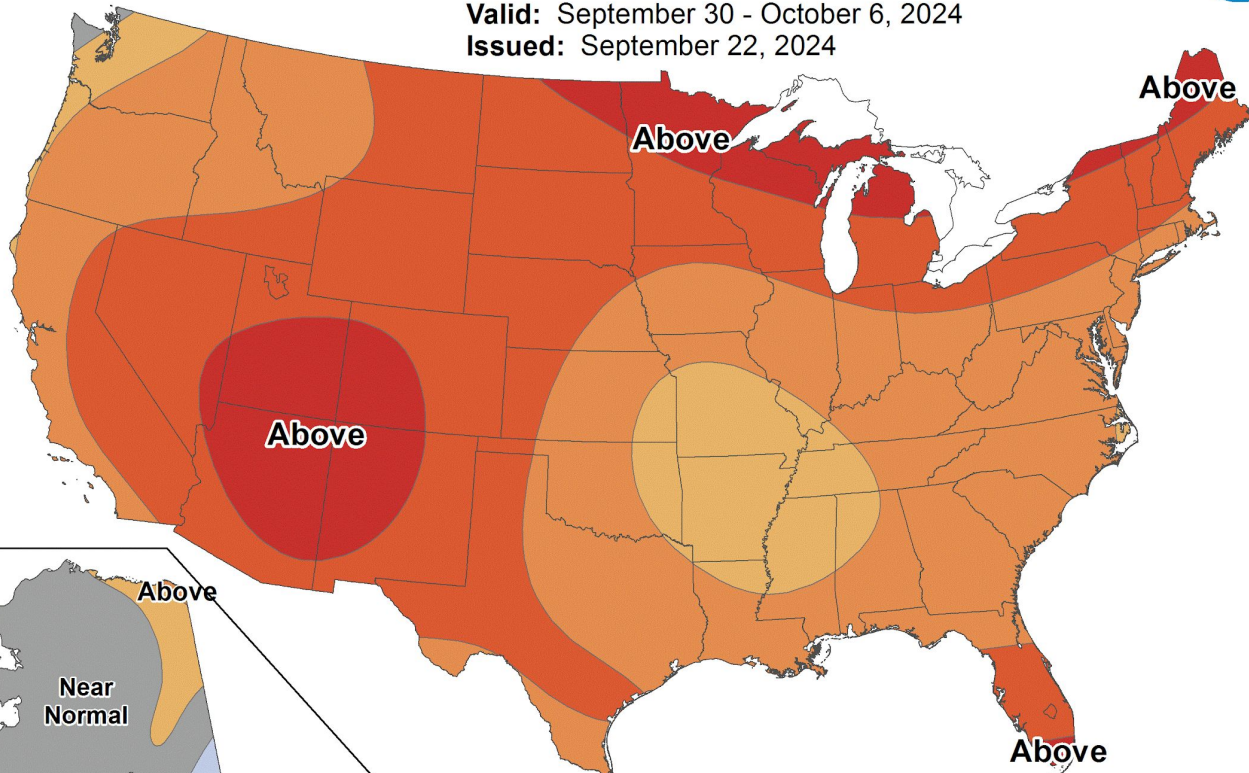 Valid: September 30 - October 6, 2024
Issued: September 22, 2024
Above
Above
Above
Above
Near
Normal
Above